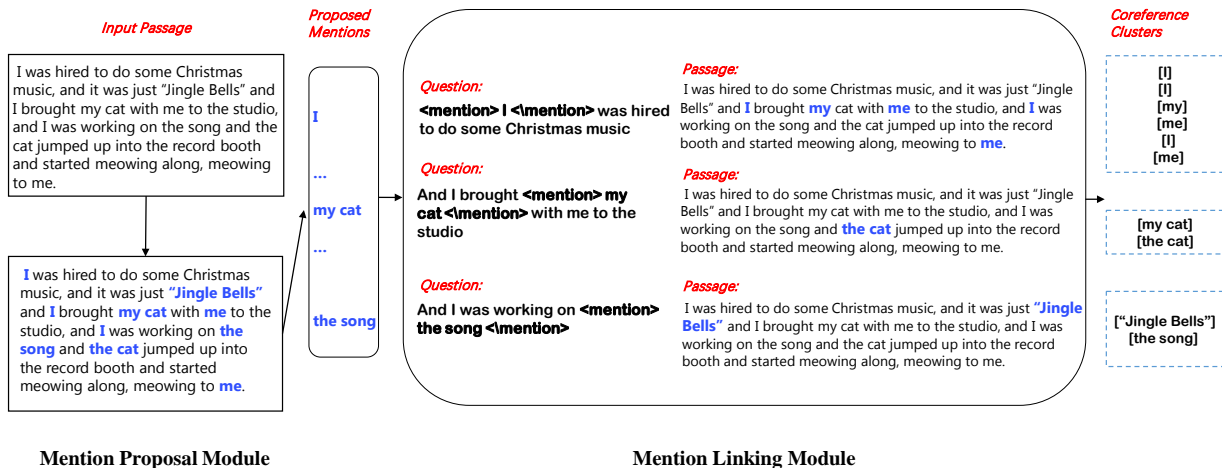 Input Passage
I was hired to do some Christmas
music, and it was just “Jingle Bells” and
I brought my cat with me to the studio,
and I was working on the song and the
cat jumped up into the record booth
and started meowing along, meowing
to me.
I was hired to do some Christmas
music, and it was just “Jingle Bells”
and I brought my cat with me to the
studio, and I was working on the
song and the cat jumped up into
the record booth and started
meowing along, meowing to me.
Mention Proposal Module
Proposed
Mentions
I
...
my cat
...
the song
Question:
<mention> I <\mention> was hired
to do some Christmas music
Passage:
I was hired to do some Christmas music, and it was just “Jingle
Bells” and I brought my cat with me to the studio, and I was
working on the song and the cat jumped up into the record
booth and started meowing along, meowing to me.
Question:
And I brought <mention> my
cat <\mention> with me to the
studio
Passage:
I was hired to do some Christmas music, and it was just “Jingle
Bells” and I brought my cat with me to the studio, and I was
working on the song and the cat jumped up into the record
booth and started meowing along, meowing to me.
Question:
And I was working on <mention>
the song <\mention>
Passage:
I was hired to do some Christmas music, and it was just “Jingle
Bells” and I brought my cat with me to the studio, and I was
working on the song and the cat jumped up into the record
booth and started meowing along, meowing to me.
Mention Linking Module
Coreference
Clusters
[I]
[I]
[my]
[me]
[I]
[me]
[my cat]
[the cat]
[“Jingle Bells”]
[the song]